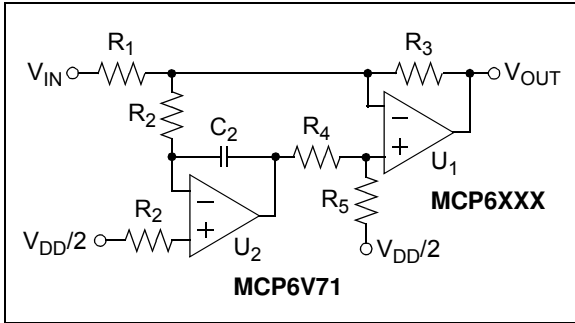 R1
R3
VIN
VOUT
R2
C2
R4
U1
R5
MCP6XXX
R2
VDD/2
U2
VDD/2
MCP6V71